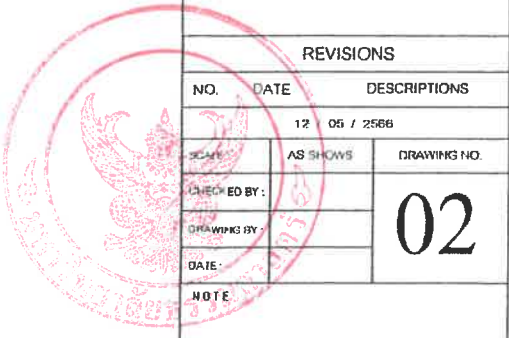 REVISIONS
NO. DATE DESCRIPTIONS
12 / 05 / 2566
SCALE: AS SHOWS DRAWING NO.
CHECKED BY :
DRAWING BY :
02
DATE:
NOTE